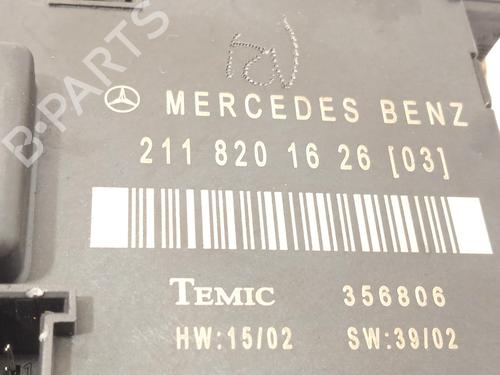 B-PARTS
MERCEDES BENZ
211 820 16 26 [03]
TEMIC 356806
HW:15/02 SW:39/02